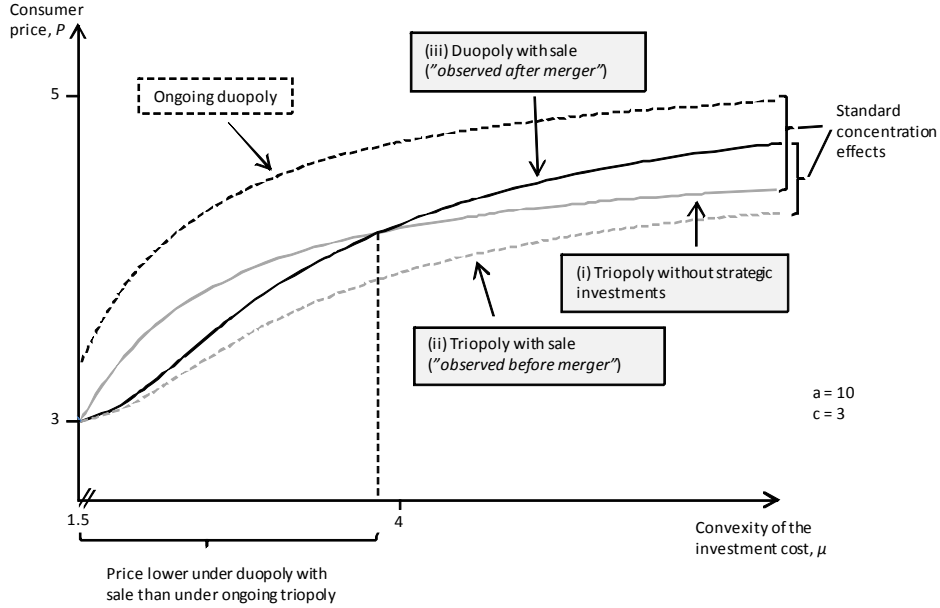 Consumer
price, P
5
3
Ongoing duopoly
(iii) Duopoly with sale
("observed after merger")
Standard
concentration
effects
(i) Triopoly without strategic
investments
(ii) Triopoly with sale
("observed before merger")
a = 10
c = 3
1.5
4
Convexity of the
investment cost, μ
Price lower under duopoly with
sale than under ongoing triopoly